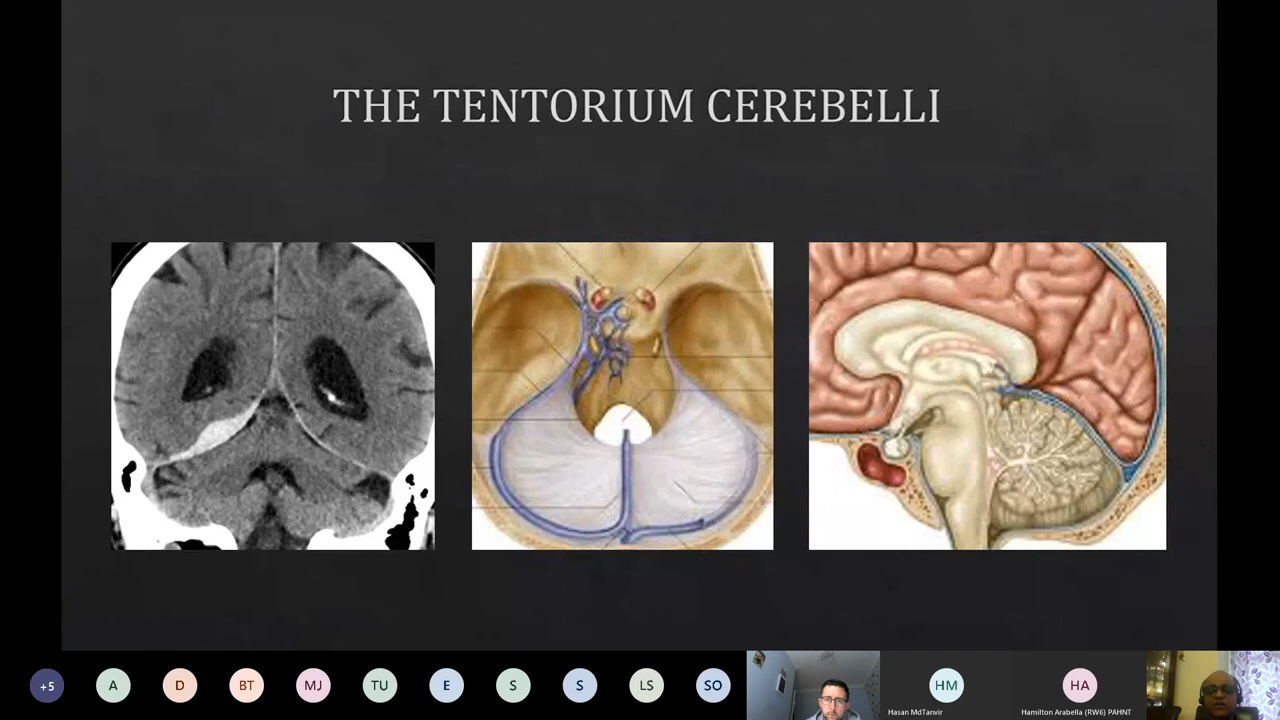 THE TENTORIUM CEREBELLI
+5
A
D
BT
MJ
TU
E
S
S
LS
SO
HM
Hasan MdTanvir
HA
Hamilton Arabella (RW6) PAHNT